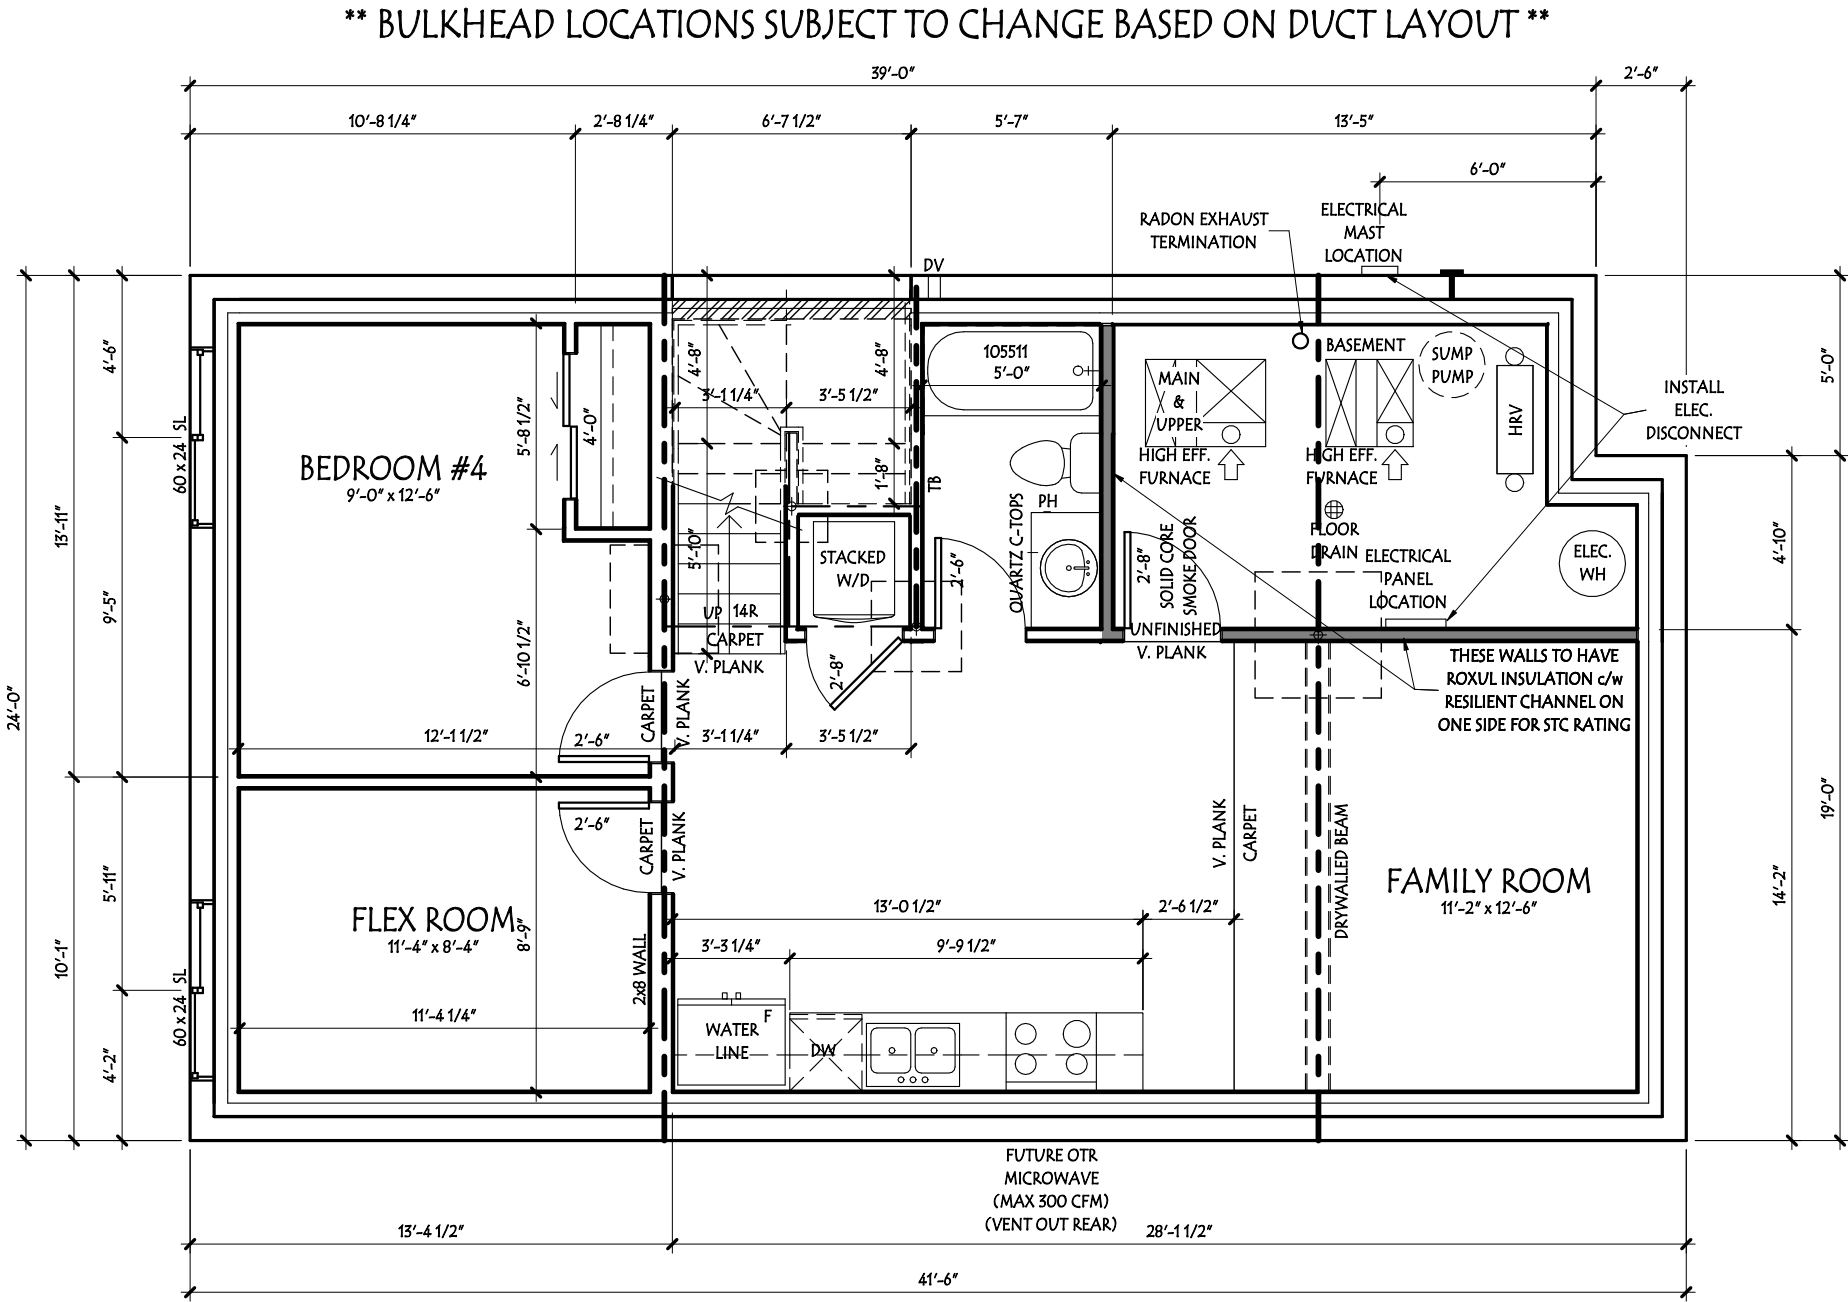 ** BULKHEAD LOCATIONS SUBJECT TO CHANGE BASED ON DUCT LAYOUT **
39'-0"
2'-6"
10'-8 1/4"
2'-8 1/4"
6'-7 1/2"
5'-7"
13'-5"
6'-0"
RADON EXHAUST
TERMINATION
ELECTRICAL
MAST
LOCATION
DV
24'-0"
13'-11"
10'-1"
4'-6"
9'-5"
5'-11"
4'-2"
60 x 24 SL
60 x 24 SL
BEDROOM #4
9'-0" x 12'-6"
5'-8 1/2"
4'-0"
6'-10 1/2"
12'-1 1/2"
2'-6"
4'-8"
4'-8"
3'-1 1/4"
3'-5 1/2"
1'-8"
5'-10"
UP 14R
CARPET
V. PLANK
STACKED
W/D
2'-8"
3'-1 1/4"
3'-5 1/2"
TB
105511
5'-0"
PH
QUARTZ C-TOPS
2'-6"
MAIN
&
UPPER
HIGH EFF.
FURNACE
BASEMENT
HIGH EFF.
FURNACE
SUMP
PUMP
HRV
INSTALL
ELEC.
DISCONNECT
FLOOR
DRAIN
ELECTRICAL
PANEL
LOCATION
ELEC.
WH
2'-8"
SOLID CORE
SMOKE DOOR
UNFINISHED
V. PLANK
THESE WALLS TO HAVE
ROXUL INSULATION c/w
RESILIENT CHANNEL ON
ONE SIDE FOR STC RATING
5'-0"
4'-10"
19'-0"
14'-2"
CARPET
V. PLANK
CARPET
V. PLANK
2'-6"
FLEX ROOM
11'-4" x 8'-4"
8'-9"
11'-4 1/4"
2x8 WALL
V. PLANK
CARPET
DRYWALLED BEAM
FAMILY ROOM
11'-2" x 12'-6"
13'-0 1/2"
2'-6 1/2"
3'-3 1/4"
9'-9 1/2"
WATER
LINE
F
DW
FUTURE OTR
MICROWAVE
(MAX 300 CFM)
(VENT OUT REAR)
13'-4 1/2"
28'-1 1/2"
41'-6"